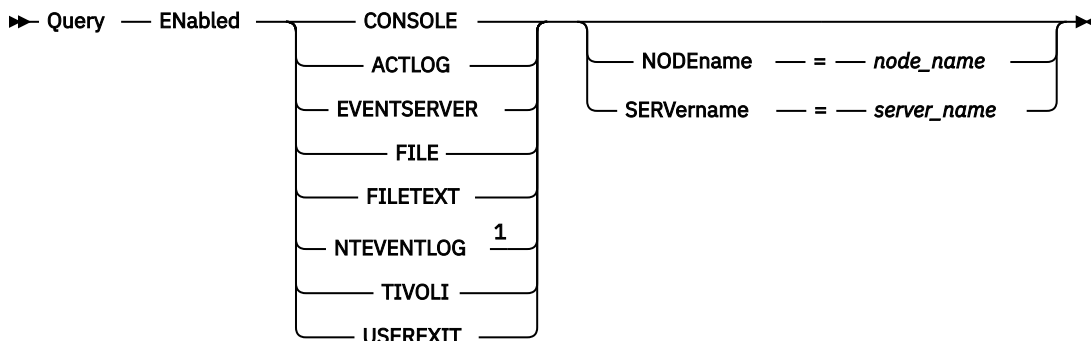 Query ENabled CONSOLE
ACTLOG
NODEname = node_name
EVENTSERVER
SERVername = server_name
FILE
FILETEXT
NTEVENTLOG 1
TIVOLI
USEREXIT